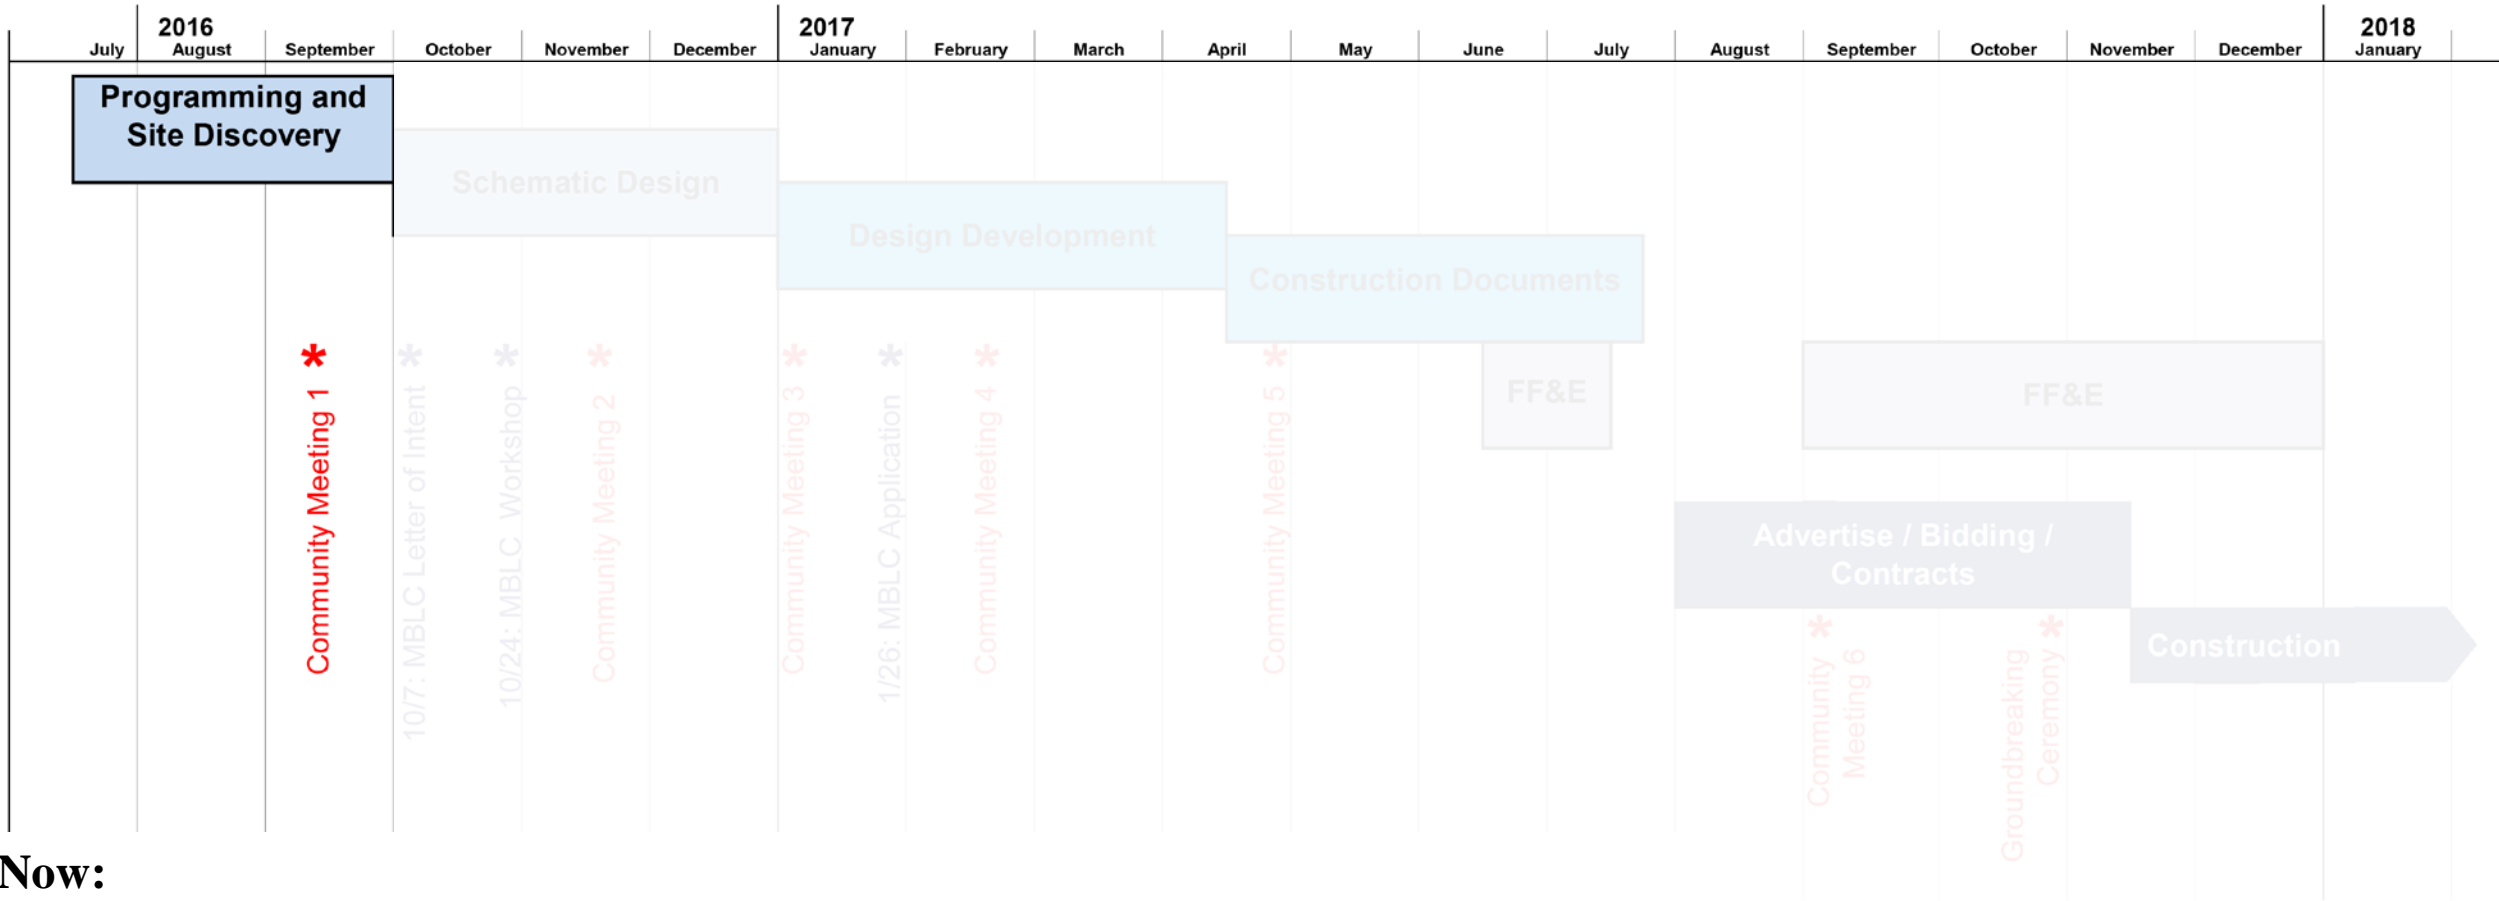 2016
2017
2018
July
August
September
October
November
December
January
February
March
April
May
June
July
August
September
October
November
December
January
Programming and
Site Discovery
Schematic Design
Design Development
Construction Documents
FF&E
FF&E
Advertise / Bidding /
Contracts
Construction
* Community Meeting 1
* 10/7: MBLC Letter of Intent
* 10/24: MBLC Workshop
* Community Meeting 2
* Community Meeting 3
* 1/26: MBLC Application
* Community Meeting 4
* Community Meeting 5
* Community
Meeting 6
Groundbreaking
* Ceremony
Now: